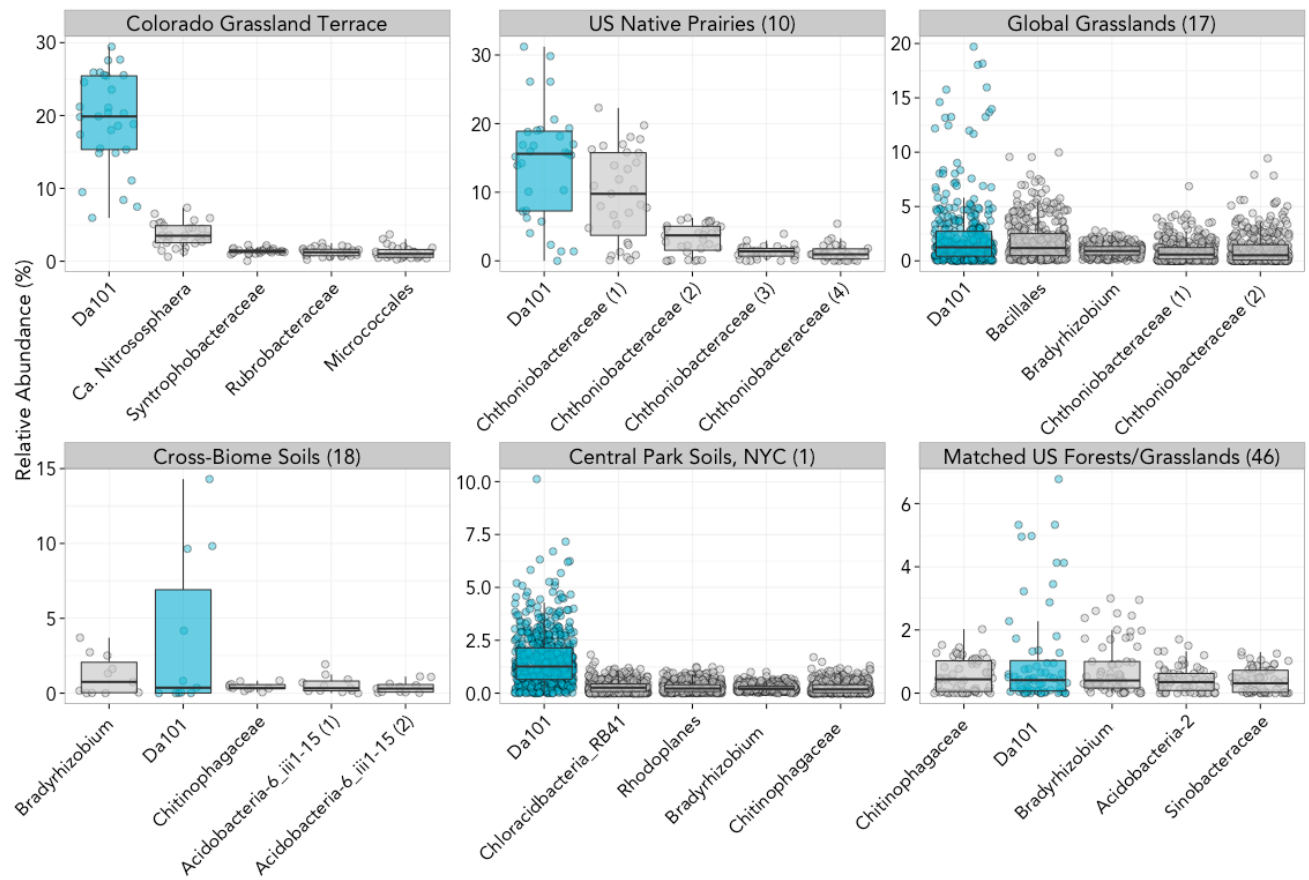 Relative Abundance (%)
Colorado Grassland Terrace
30
20
10
0
Da101
Ca. Nitrososphaera
Syntrophobacteraceae
Rubrobacteraceae
Micrococcales
US Native Prairies (10)
30
20
10
0
Da101
Chthoniobacteraceae (1)
Chthoniobacteraceae (2)
Chthoniobacteraceae (3)
Chthoniobacteraceae (4)
Global Grasslands (17)
20
15
10
5
0
Da101
Bacillales
Bradyrhizobium
Chthoniobacteraceae (1)
Chthoniobacteraceae (2)
Cross-Biome Soils (18)
15
10
5
0
Bradyrhizobium
Da101
Chitinophagaceae
Acidobacteria-6_iii1-15 (1)
Acidobacteria-6_iii1-15 (2)
Central Park Soils, NYC (1)
10.0
7.5
5.0
2.5
0.0
Da101
Chloracidbacteria_RB41
Rhodoplanes
Bradyrhizobium
Chitinophagaceae
Matched US Forests/Grasslands (46)
6
4
2
0
Chitinophagaceae
Da101
Bradyrhizobium
Acidobacteria-2
Sinobacteraceae